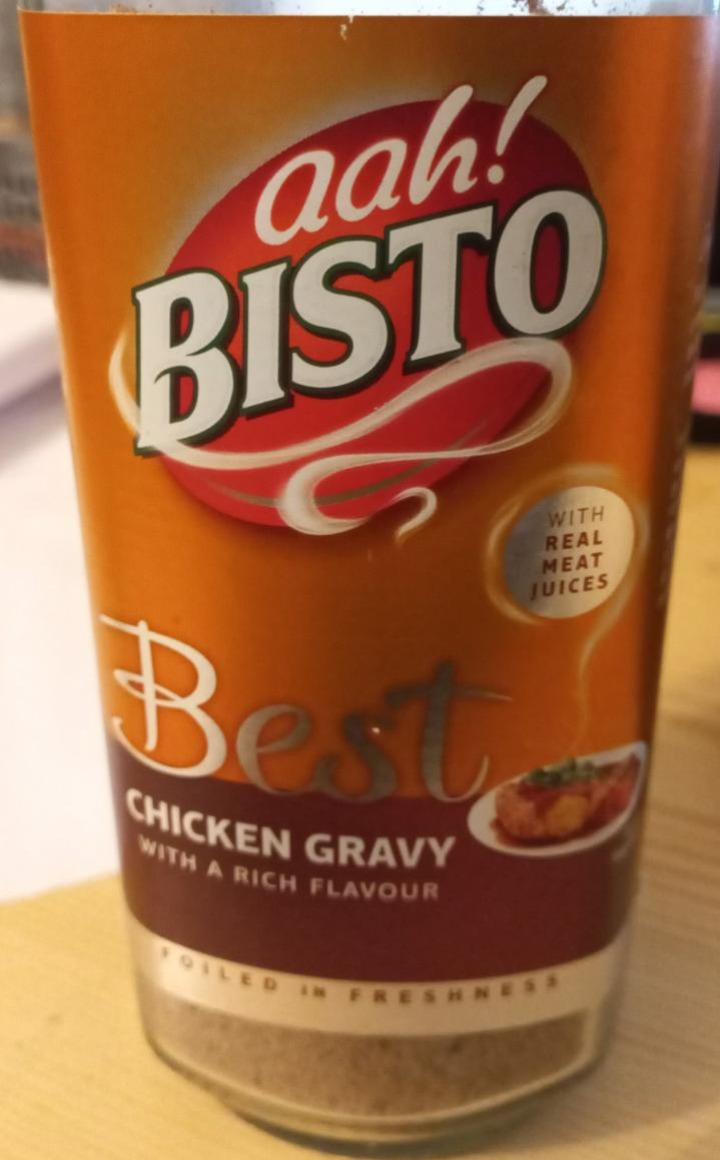 aah!
BISTO
WITH
REAL
MEAT
JUICES
Best
CHICKEN GRAVY
WITH A RICH FLAVOUR
FOILED IN FRESHNESS